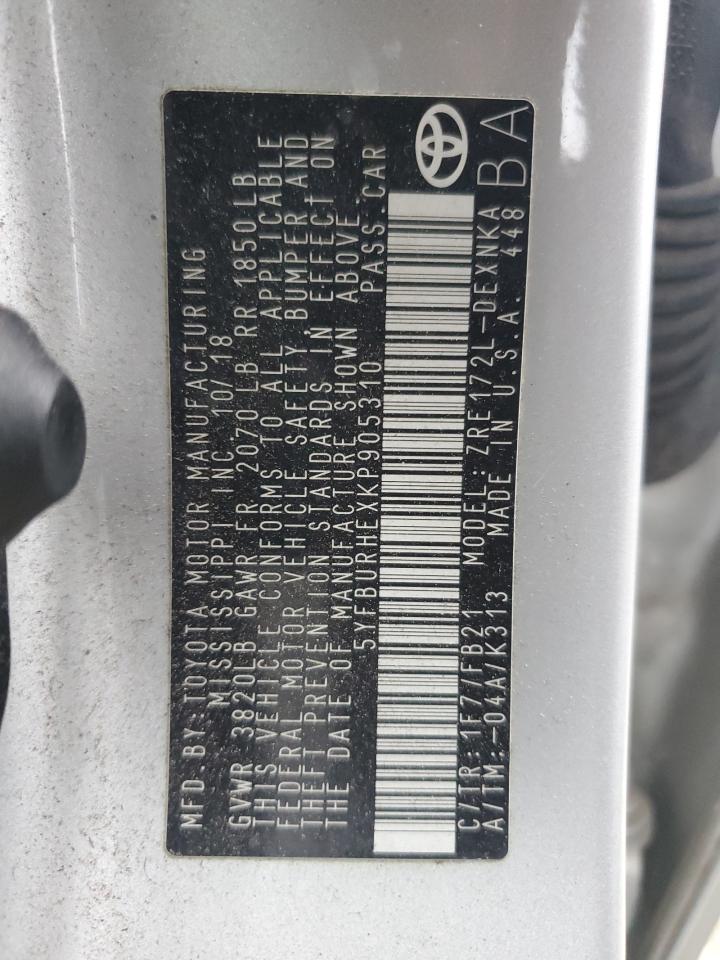 MFD. BY: TOYOTA MOTOR MANUFACTURING
MISSISSIPPI INC 10/18
GVWR 3820LB GAWR FR 2070 LB RR 1850LB
THIS VEHICLE CONFORMS TO ALL APPLICABLE
FEDERAL MOTOR VEHICLE SAFETY, BUMPER AND
THEFT PREVENTION STANDARDS IN EFFECT ON
THE DATE OF MANUFACTURE SHOWN ABOVE.
5YFBURHEXKP905310 PASS CAR
C/TR: 1F7/FB21 MODEL: ZRE172L-DEXNKA
A/TM: -04A/K313 MADE IN U.S.A. 448 BA